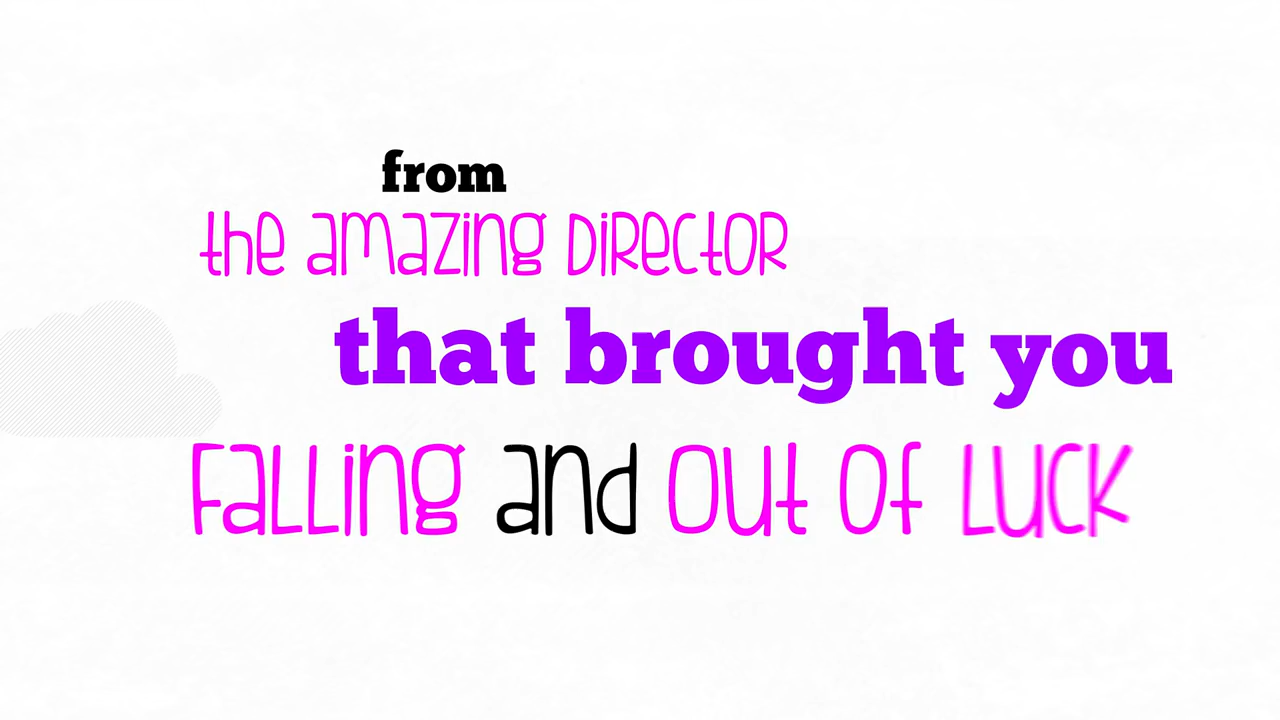 from
the amazing DIRECTOR
that brought you
Falling and Out Of Luck